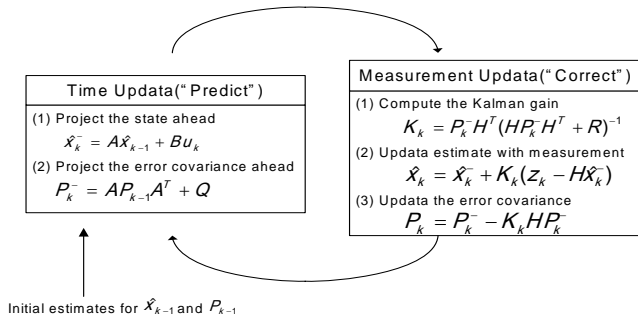 Time Updata("Predict")
(1) Project the state ahead
x̂ₖ⁻ = Ax̂ₖ₋₁ + Buₖ
(2) Project the error covariance ahead
Pₖ⁻ = APₖ₋₁Aᵀ + Q
Measurement Updata("Correct")
(1) Compute the Kalman gain
Kₖ = Pₖ⁻Hᵀ(HPₖ⁻Hᵀ + R)⁻¹
(2) Updata estimate with measurement
x̂ₖ = x̂ₖ⁻ + Kₖ(zₖ − Hx̂ₖ⁻)
(3) Update the error covariance
Pₖ = Pₖ⁻ − KₖHPₖ⁻
Initial estimates for x̂ₖ₋₁ and Pₖ₋₁